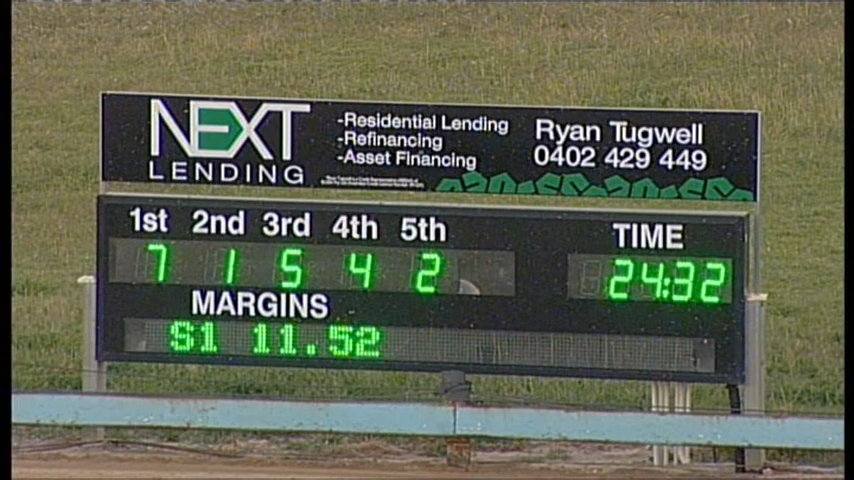 NEXT
LENDING
-Residential Lending
-Refinancing
-Asset Financing
Ryan Tugwell
0402 429 449
1st 2nd 3rd 4th 5th
TIME
7 1 5 4 2
24:32
MARGINS
S1 11.52